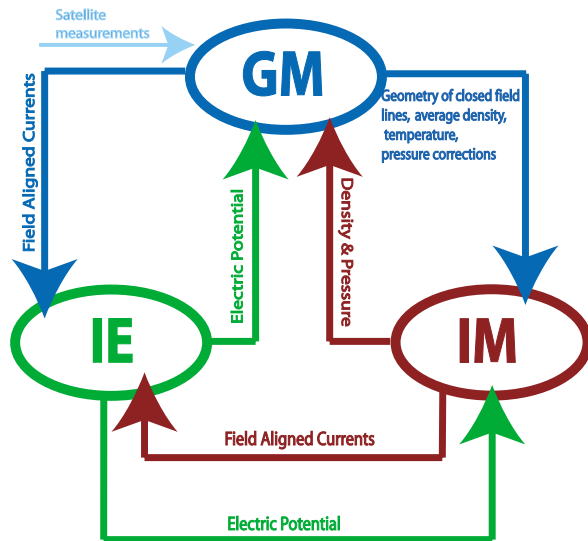 Satellite
measurements
GM
Geometry of closed field
lines, average density,
temperature,
pressure corrections
Field Aligned Currents
Electric Potential
Density & Pressure
IE
IM
Field Aligned Currents
Electric Potential